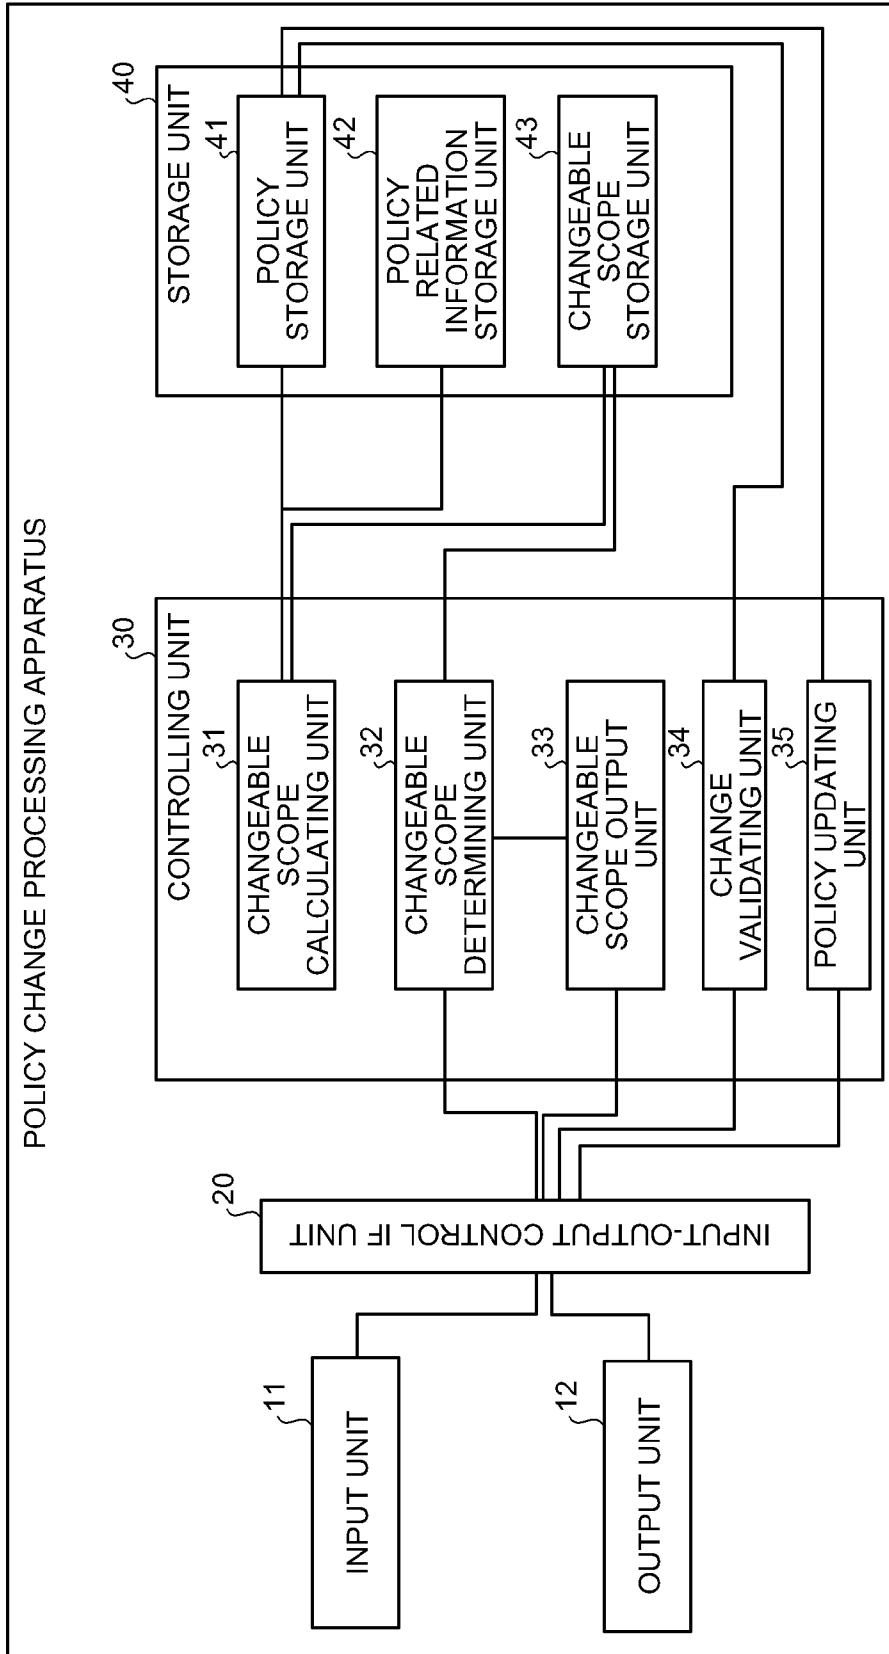 POLICY CHANGE PROCESSING APPARATUS
11
INPUT UNIT
12
OUTPUT UNIT
20
INPUT-OUTPUT CONTROL IF UNIT
30
CONTROLLING UNIT
31
CHANGEABLE
SCOPE
CALCULATING UNIT
32
CHANGEABLE
SCOPE
DETERMINING UNIT
33
CHANGEABLE
SCOPE OUTPUT
UNIT
34
CHANGE
VALIDATING UNIT
35
POLICY UPDATING
UNIT
40
STORAGE UNIT
41
POLICY
STORAGE UNIT
42
POLICY
RELATED
INFORMATION
STORAGE UNIT
43
CHANGEABLE
SCOPE
STORAGE UNIT